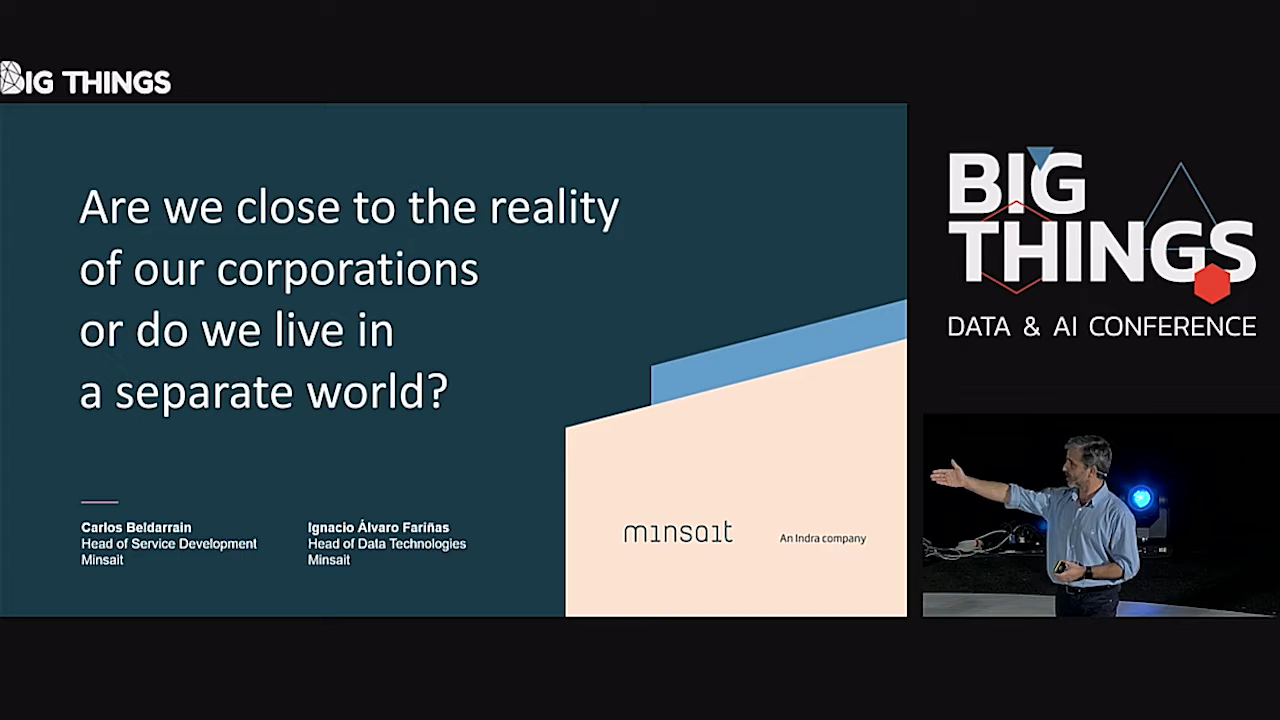 BIG THINGS
Are we close to the reality
of our corporations
or do we live in
a separate world?
Carlos Beldarrain
Head of Service Development
Minsait
Ignacio Álvaro Fariñas
Head of Data Technologies
Minsait
minsait
An Indra company
BIG
THINGS
DATA & AI CONFERENCE